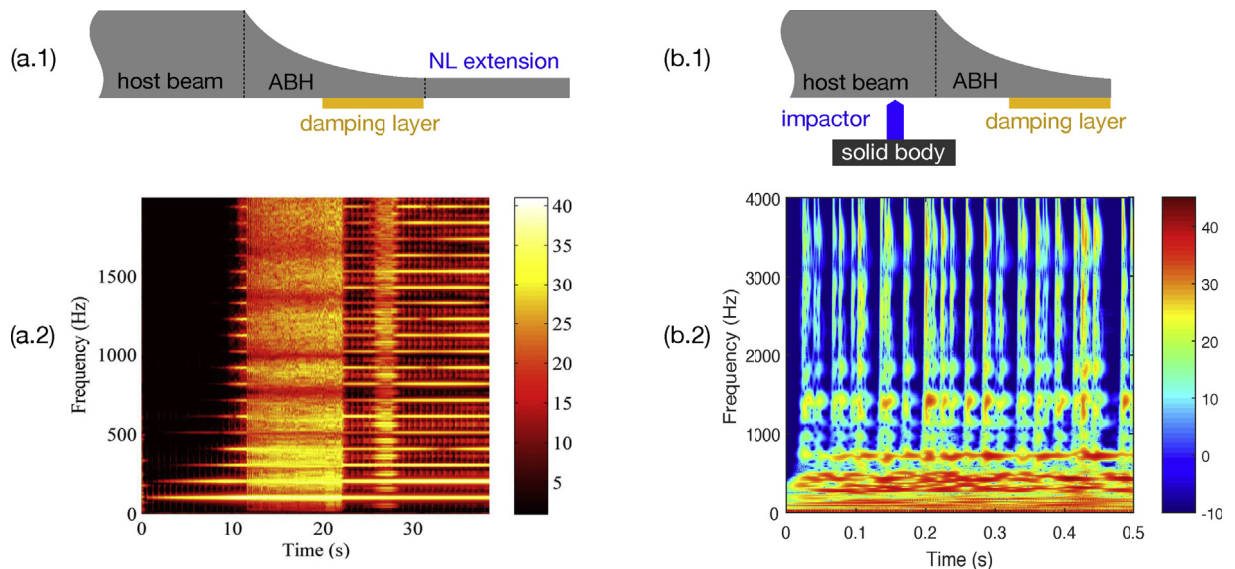 (a.1)
NL extension
host beam
ABH
damping layer
(b.1)
host beam
ABH
impactor
damping layer
solid body
(a.2)
1500
1000
500
0
Frequency (Hz)
0
10
20
30
Time (s)
40
35
30
25
20
15
10
5
(b.2)
4000
3000
2000
1000
0
Frequency (Hz)
0
0.1
0.2
0.3
0.4
0.5
Time (s)
40
30
20
10
0
-10